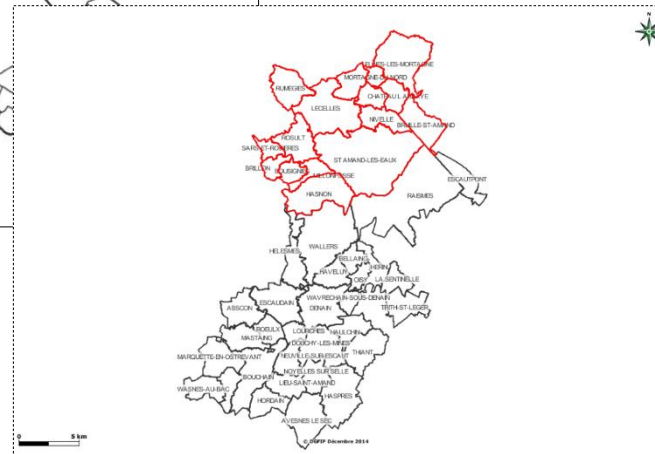 N
FLINES-LES-MORTAGNE
MORTAGNE-DU-NORD
RUMEGIES
CHATEAU L ABBAYE
LECELLES
NIVELLE
BRUILLE-ST-AMAND
ROSULT
SARS-ET-ROSIERES
ST AMAND-LES-EAUX
BRILLON
BOUSIGNIES
MILLONFOSSE
ESCAUTPONT
HASNON
RAISMES
WALLERS
HELESMES
BELLAING
HERIN
HAVELUY
OISY
LA SENTINELLE
WAVRECHAIN-SOUS-DENAIN
ESCAUDAIN
ABSCON
DENAIN
TRITH-ST-LEGER
ROEULX
LOURCHES
HAULCHIN
MASTAING
DOUCHY-LES-MINES
THIANT
MARQUETTE-EN-OSTREVANT
NEUVILLE-SUR-ESCAUT
NOYELLES SUR SELLE
BOUCHAIN
LIEU-SAINT-AMAND
WASNES-AU-BAC
HASPRES
HORDAIN
AVESNES LE SEC
0 5 km
© DGFIP Décembre 2014